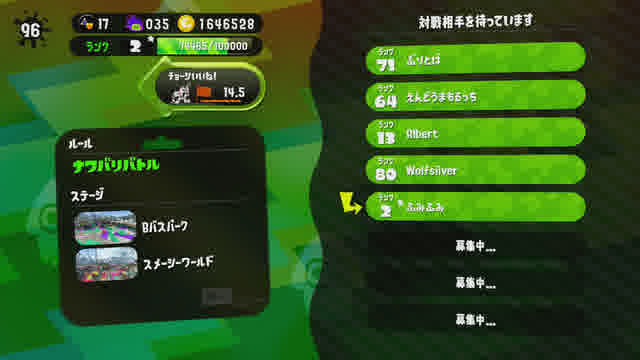 96
17
035
1646528
ランク 2
/100000
チョーシいいね!
14.5
ルール
ナワバリバトル
ステージ
Bバスパーク
スメーシーワールド
対戦相手を待っています
ランク 71 ぷりとば
ランク 64 えんどうまもるっち
ランク 13 Albert
ランク 80 Wolfsilver
ランク 2 ふみふみ
募集中...
募集中...
募集中...